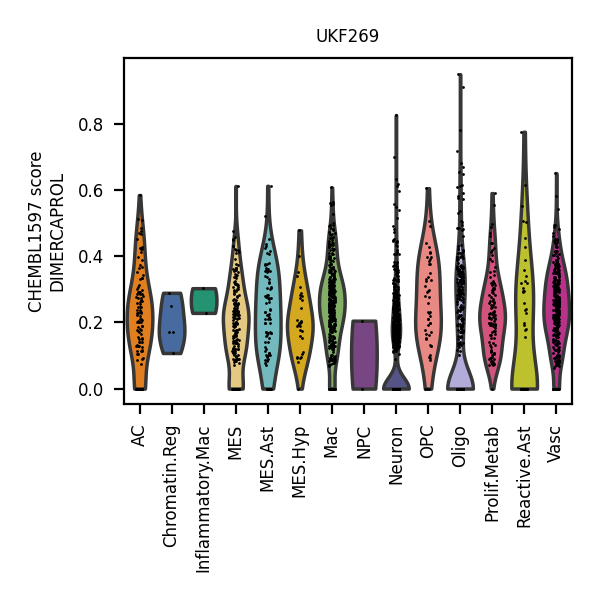 UKF269
CHEMBL1597 score
DIMERCAPROL
0.8
0.6
0.4
0.2
0.0
AC
Chromatin.Reg
Inflammatory.Mac
MES
MES.Ast
MES.Hyp
Mac
NPC
Neuron
OPC
Oligo
Prolif.Metab
Reactive.Ast
Vasc